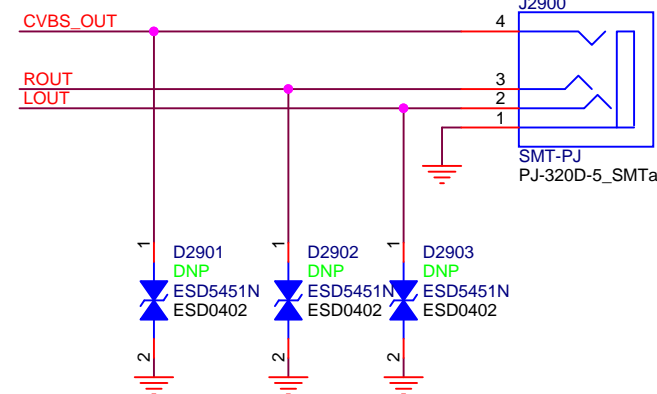 J2900
CVBS_OUT 4
ROUT 3
LOUT 2
1
SMT-PJ
PJ-320D-5_SMTa
1 D2901 1 D2902 1 D2903
DNP DNP DNP
ESD5451N ESD5451N ESD5451N
ESD0402 ESD0402 ESD0402
2 2 2